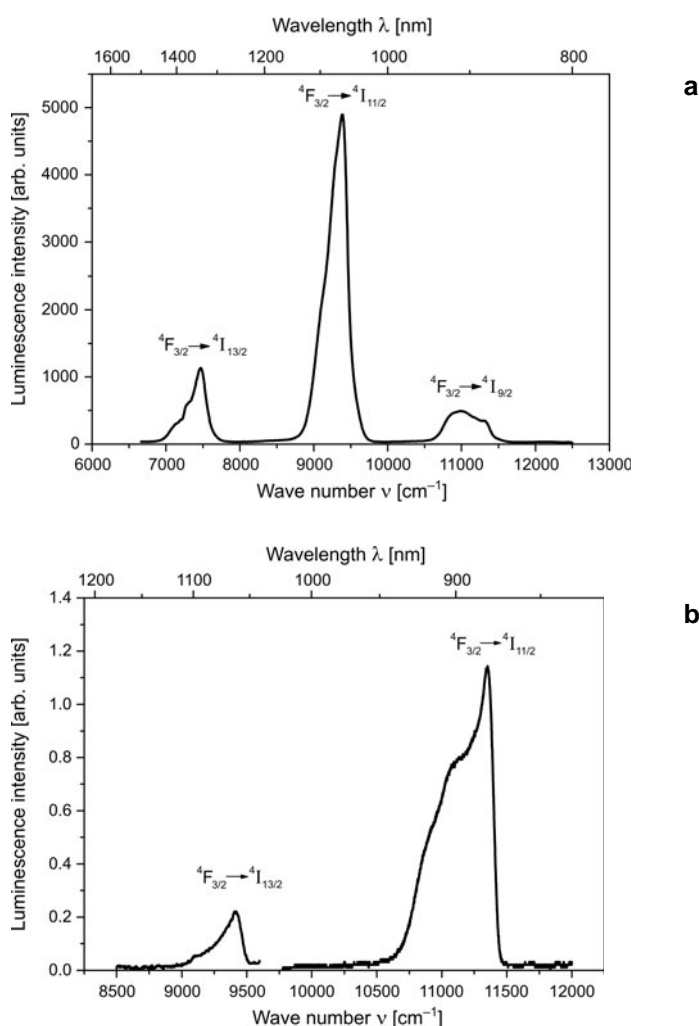 Wavelength λ [nm]
1600 1400 1200 1000 800
a
⁴F₃/₂→⁴I₁₁/₂
5000
4000
3000
2000
1000
0
Luminescence intensity [arb. units]
⁴F₃/₂→⁴I₁₃/₂
⁴F₃/₂→⁴I₉/₂
6000 7000 8000 9000 10000 11000 12000 13000
Wave number ν [cm⁻¹]
Wavelength λ [nm]
1200 1100 1000 900
b
1.4
1.2
1.0
0.8
0.6
0.4
0.2
0.0
Luminescence intensity [arb. units]
⁴F₃/₂→⁴I₁₁/₂
⁴F₃/₂→⁴I₁₃/₂
8500 9000 9500 10000 10500 11000 11500 12000
Wave number ν [cm⁻¹]